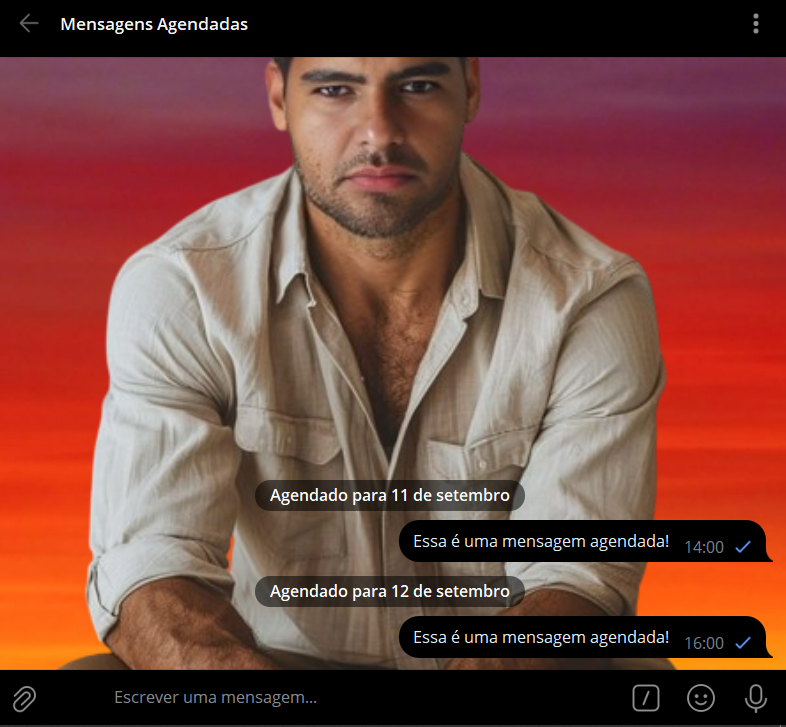 Mensagens Agendadas
Agendado para 11 de setembro
Essa é uma mensagem agendada! 14:00
Agendado para 12 de setembro
Essa é uma mensagem agendada! 16:00
Escrever uma mensagem...